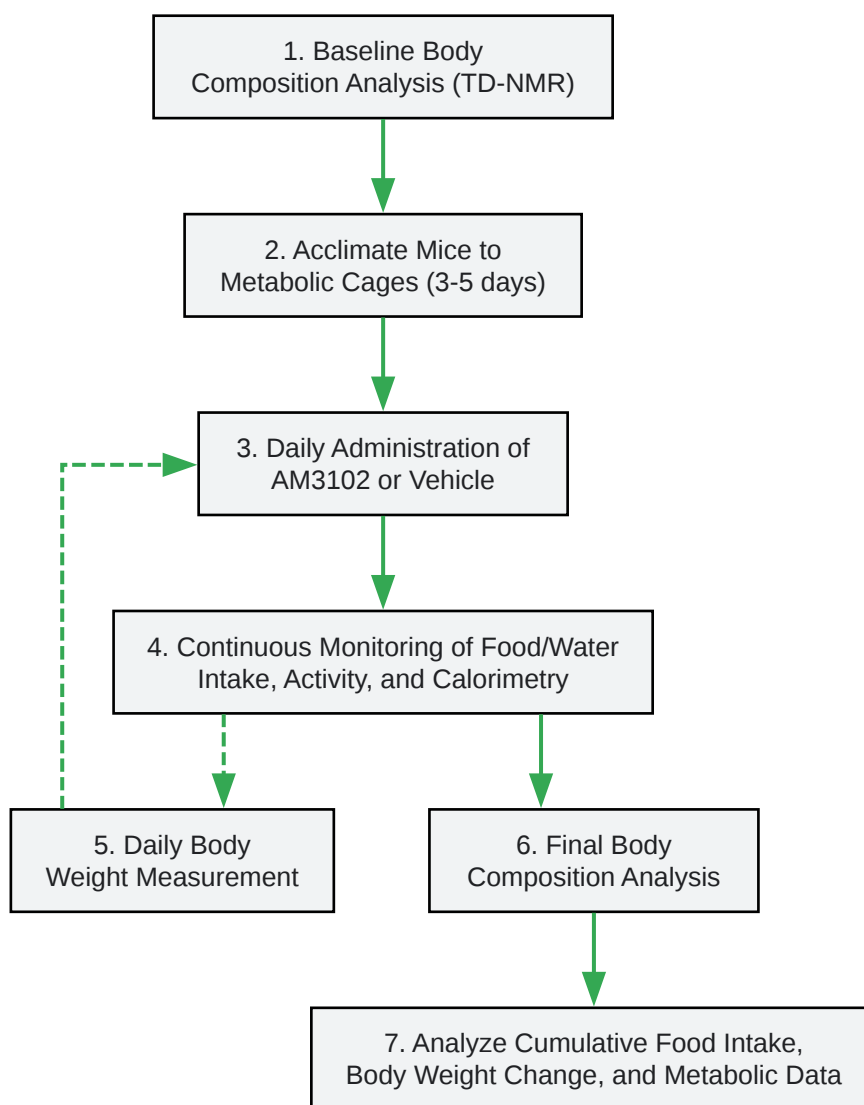 1. Baseline Body
Composition Analysis (TD-NMR)
2. Acclimate Mice to
Metabolic Cages (3-5 days)
3. Daily Administration of
AM3102 or Vehicle
4. Continuous Monitoring of Food/Water
Intake, Activity, and Calorimetry
5. Daily Body
Weight Measurement
6. Final Body
Composition Analysis
7. Analyze Cumulative Food Intake,
Body Weight Change, and Metabolic Data